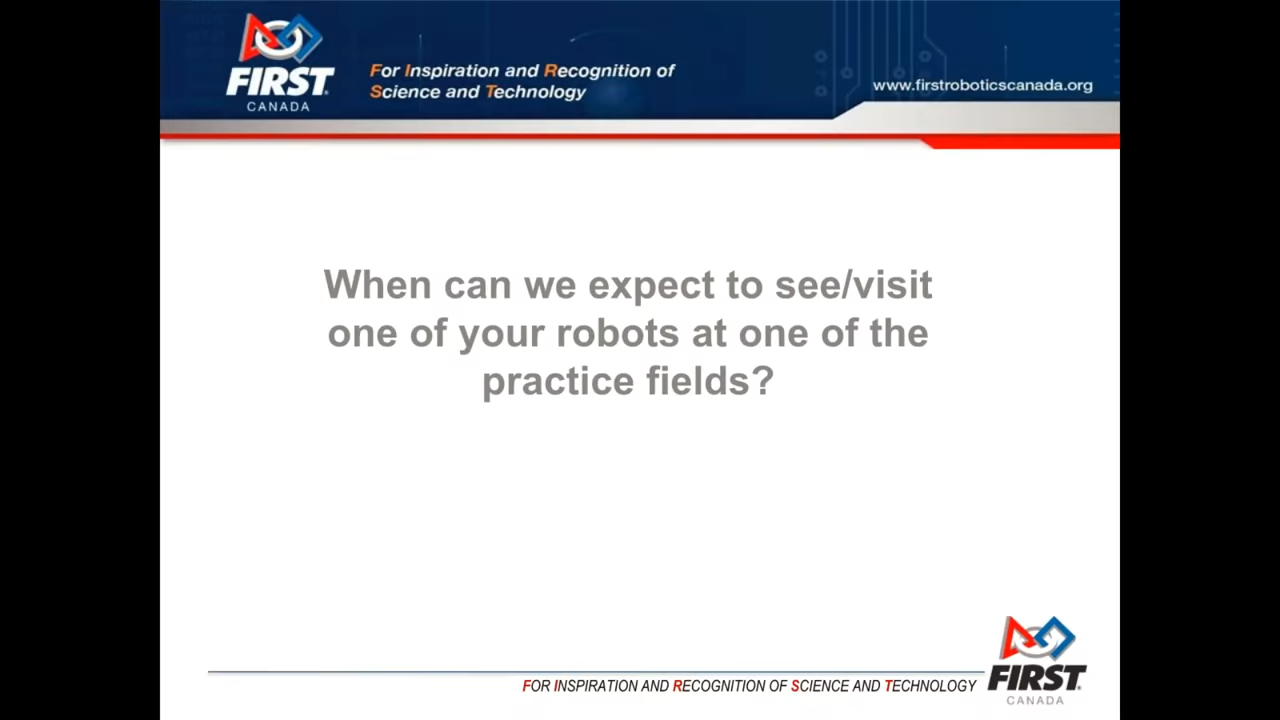 FIRST
CANADA
For Inspiration and Recognition of
Science and Technology
www.firstroboticscanada.org
When can we expect to see/visit
one of your robots at one of the
practice fields?
FOR INSPIRATION AND RECOGNITION OF SCIENCE AND TECHNOLOGY
FIRST
CANADA